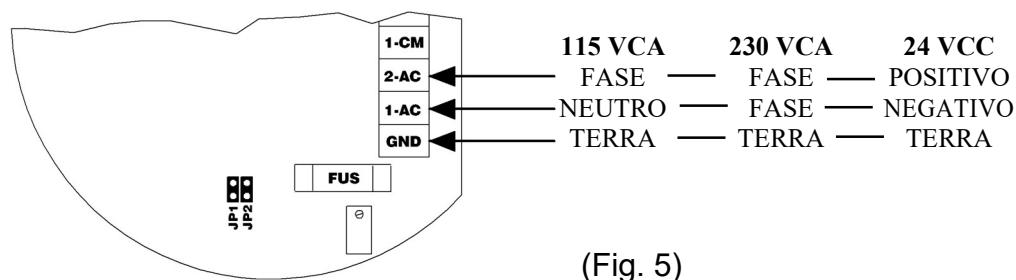 115 VCA 230 VCA 24 VCC
1-CM
2-AC FASE FASE POSITIVO
1-AC NEUTRO FASE NEGATIVO
GND TERRA TERRA TERRA
FUS
JP1
JP2
(Fig. 5)